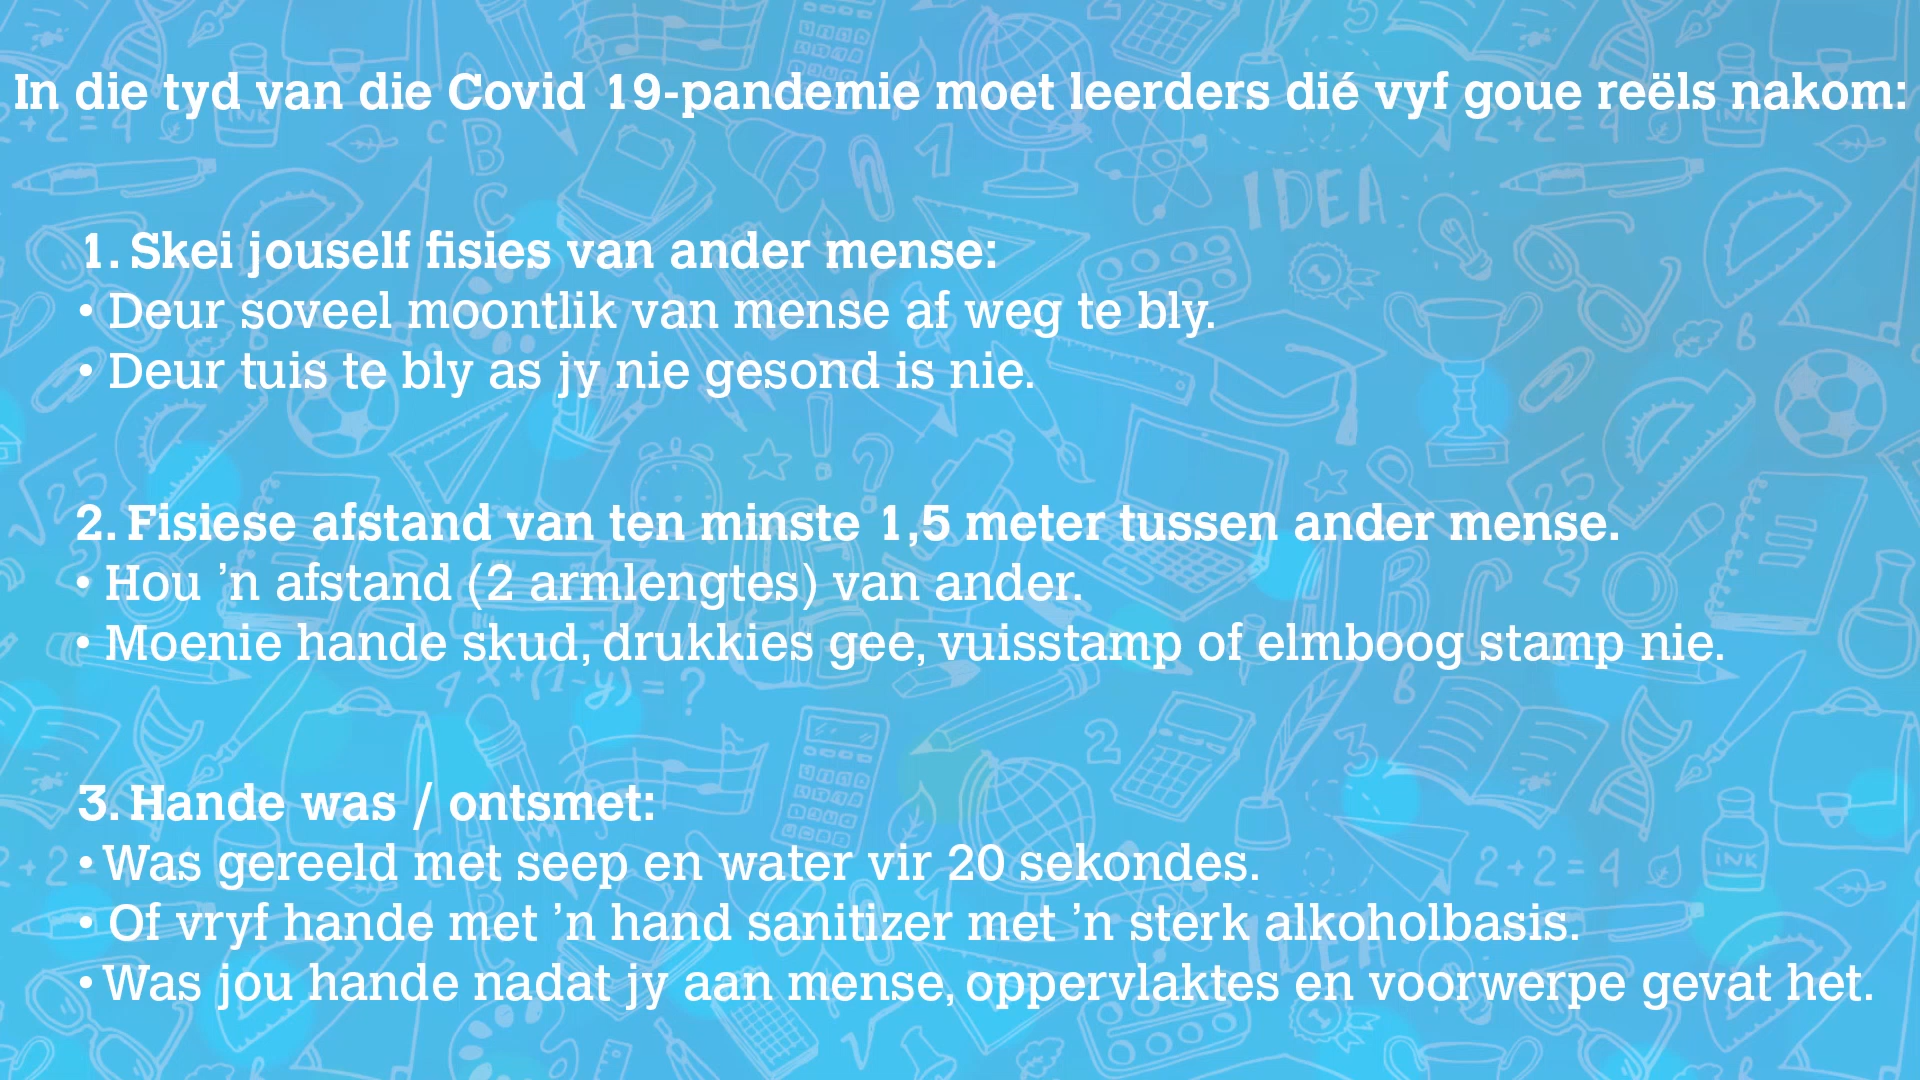 In die tyd van die Covid 19-pandemie moet leerders dié vyf goue reëls nakom:
1. Skei jouself fisies van ander mense:
• Deur soveel moontlik van mense af weg te bly.
• Deur tuis te bly as jy nie gesond is nie.
2. Fisiese afstand van ten minste 1,5 meter tussen ander mense.
• Hou ’n afstand (2 armlengtes) van ander.
• Moenie hande skud, drukkies gee, vuisstamp of elmboog stamp nie.
3. Hande was / ontsmet:
• Was gereeld met seep en water vir 20 sekondes.
• Of vryf hande met ’n hand sanitizer met ’n sterk alkoholbasis.
• Was jou hande nadat jy aan mense, oppervlaktes en voorwerpe gevat het.